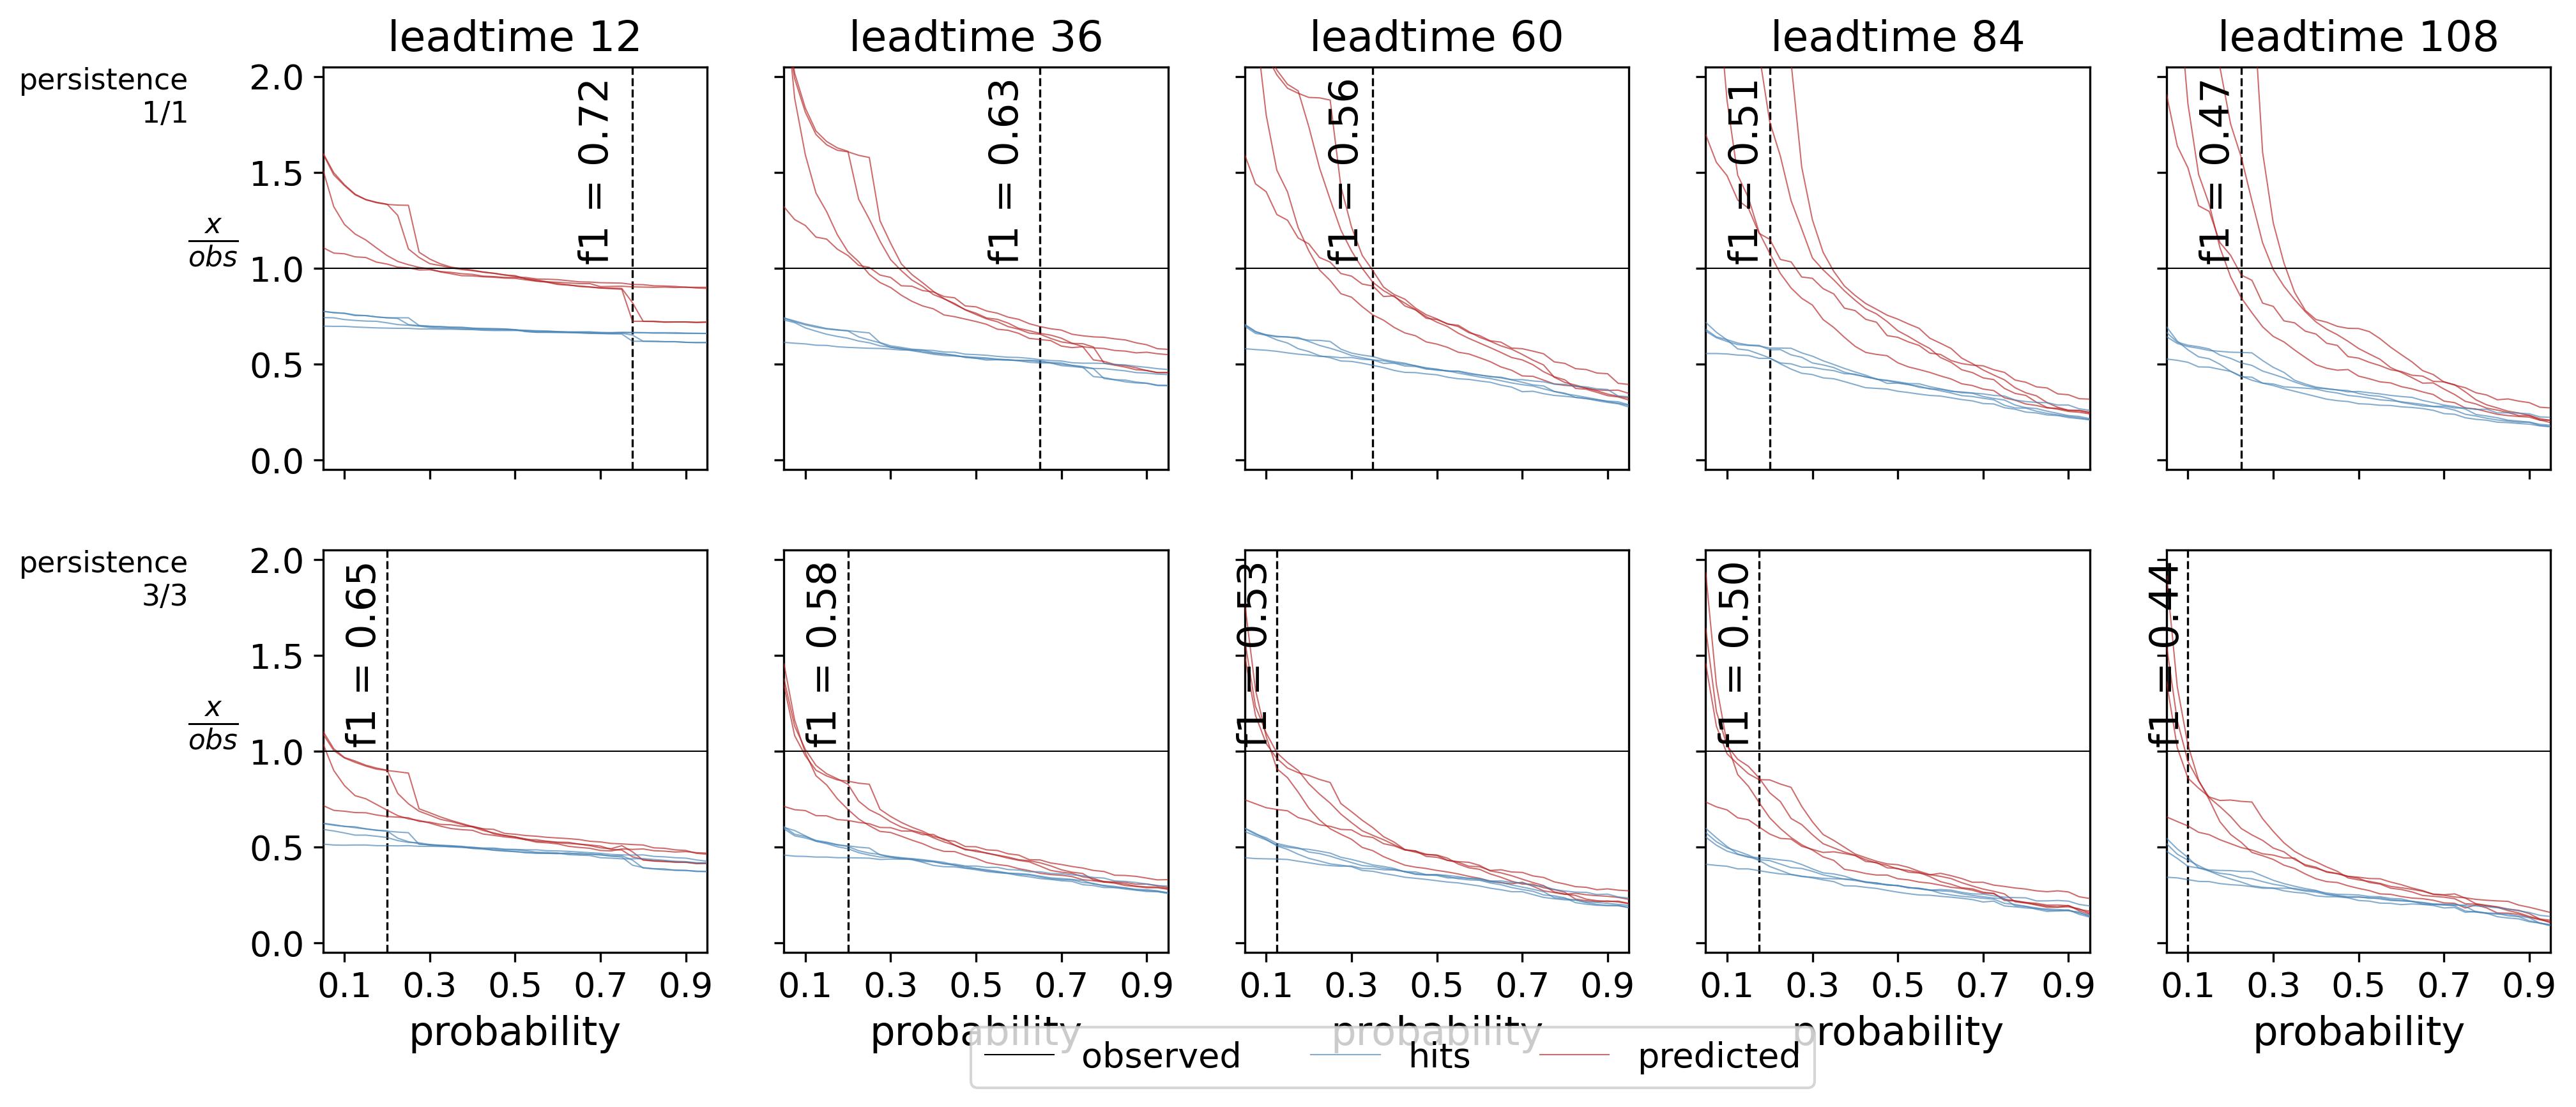 leadtime 12
leadtime 36
leadtime 60
leadtime 84
leadtime 108
persistence
1/1
x
obs
2.0
1.5
1.0
0.5
0.0
f1 = 0.72
f1 = 0.63
f1 = 0.56
f1 = 0.51
f1 = 0.47
persistence
3/3
x
obs
2.0
1.5
1.0
0.5
0.0
f1 = 0.65
f1 = 0.58
f1 = 0.53
f1 = 0.50
f1 = 0.44
0.1 0.3 0.5 0.7 0.9
0.1 0.3 0.5 0.7 0.9
0.1 0.3 0.5 0.7 0.9
0.1 0.3 0.5 0.7 0.9
0.1 0.3 0.5 0.7 0.9
probability
probability
probability
probability
probability
observed hits predicted